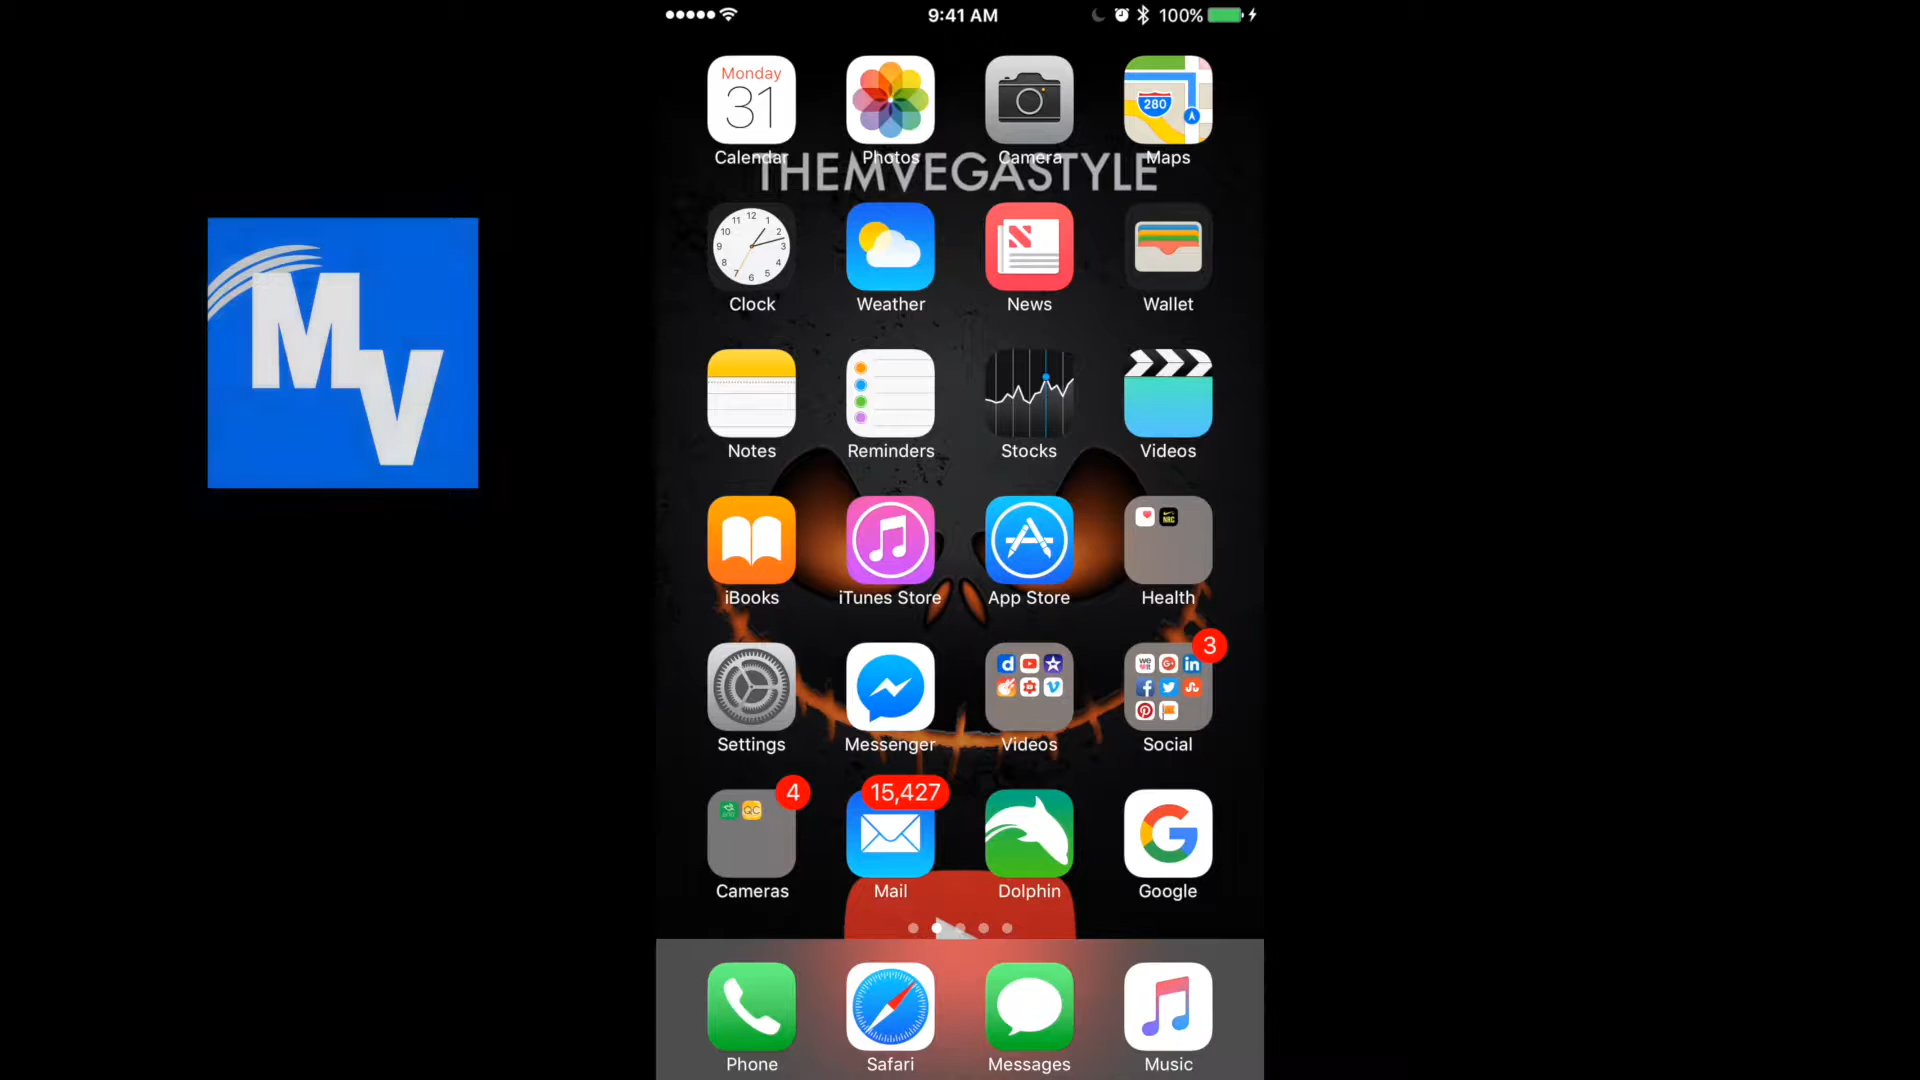 9:41 AM 100%
Monday
31
280
Calendar Photos Camera Maps
THEMVEGASTYLE
MV
Clock Weather News Wallet
Notes Reminders Stocks Videos
NRC
iBooks iTunes Store App Store Health
3
Settings Messenger Videos Social
4 15,427
QC
Cameras Mail Dolphin Google
Phone Safari Messages Music